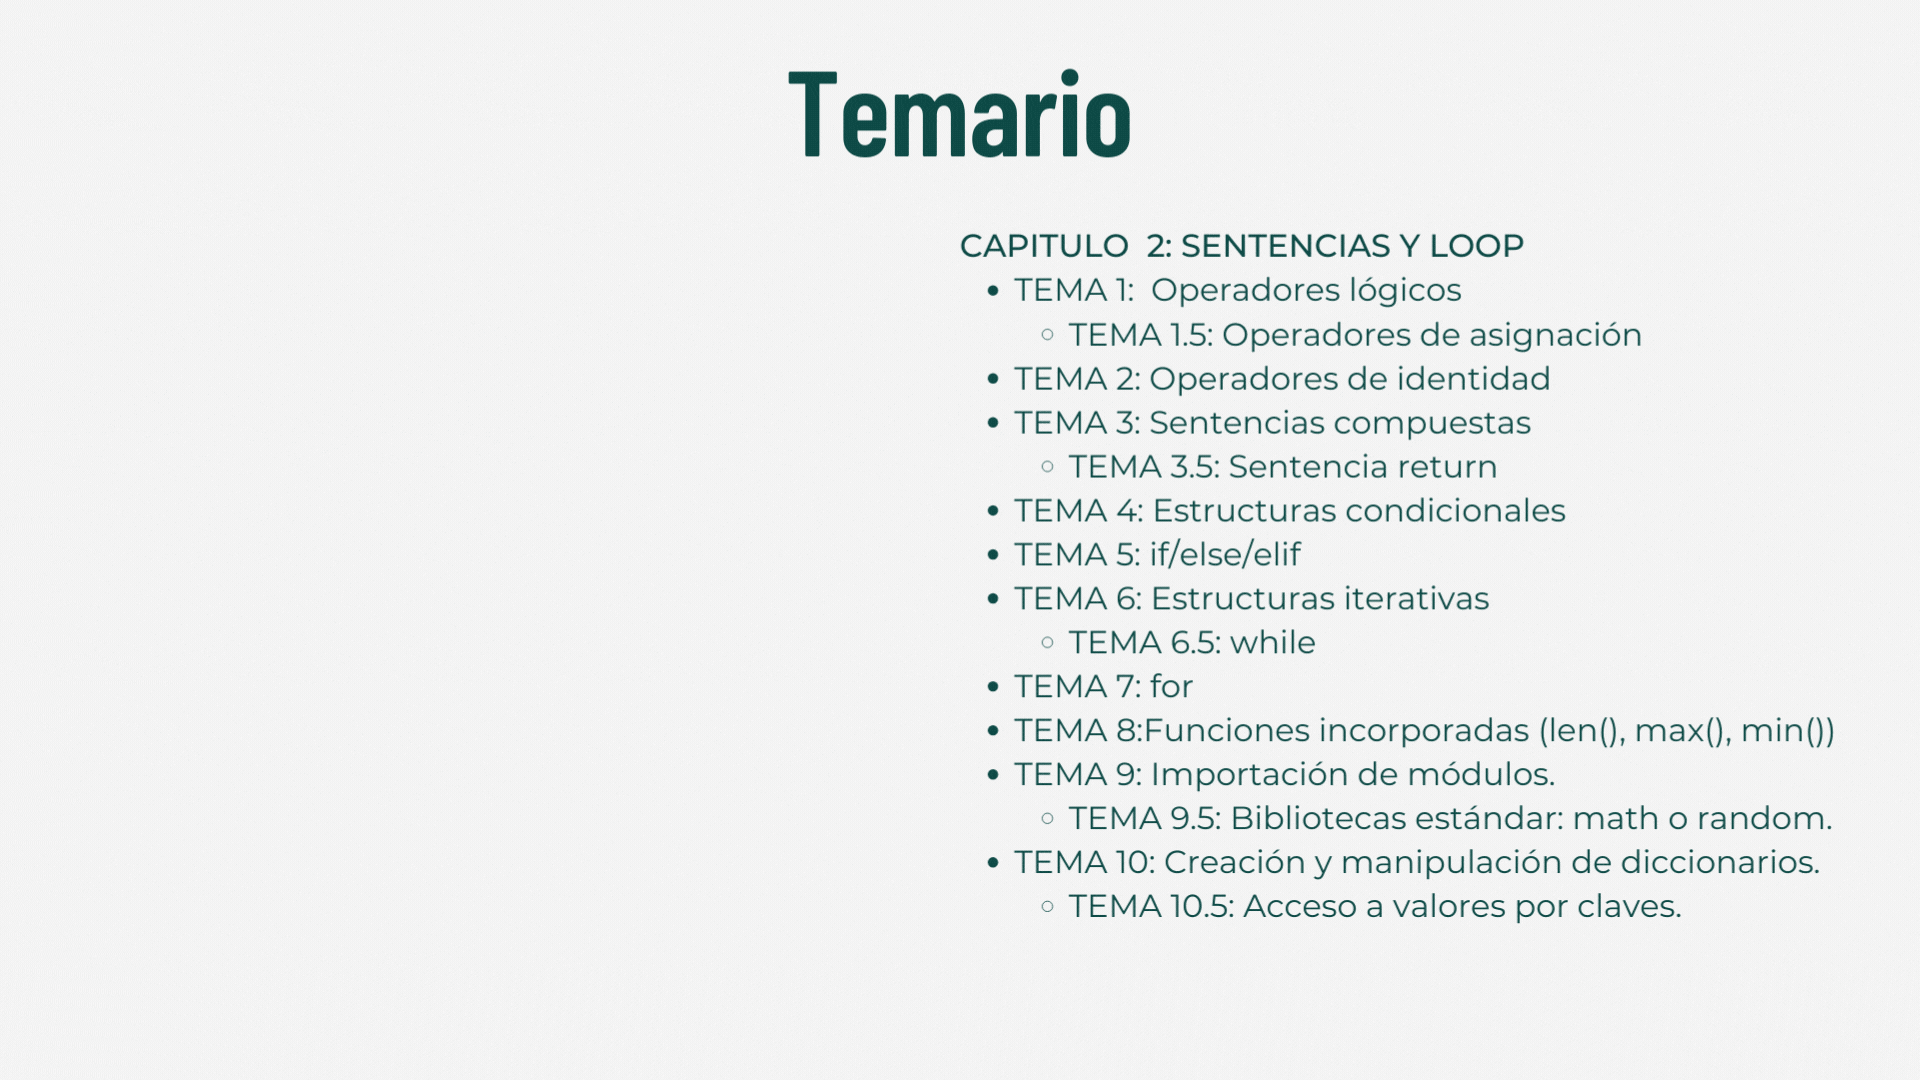 Temario
CAPITULO  2: SENTENCIAS Y LOOP
• TEMA 1:  Operadores lógicos
○ TEMA 1.5: Operadores de asignación
• TEMA 2: Operadores de identidad
• TEMA 3: Sentencias compuestas
○ TEMA 3.5: Sentencia return
• TEMA 4: Estructuras condicionales
• TEMA 5: if/else/elif
• TEMA 6: Estructuras iterativas
○ TEMA 6.5: while
• TEMA 7: for
• TEMA 8:Funciones incorporadas (len(), max(), min())
• TEMA 9: Importación de módulos.
○ TEMA 9.5: Bibliotecas estándar: math o random.
• TEMA 10: Creación y manipulación de diccionarios.
○ TEMA 10.5: Acceso a valores por claves.